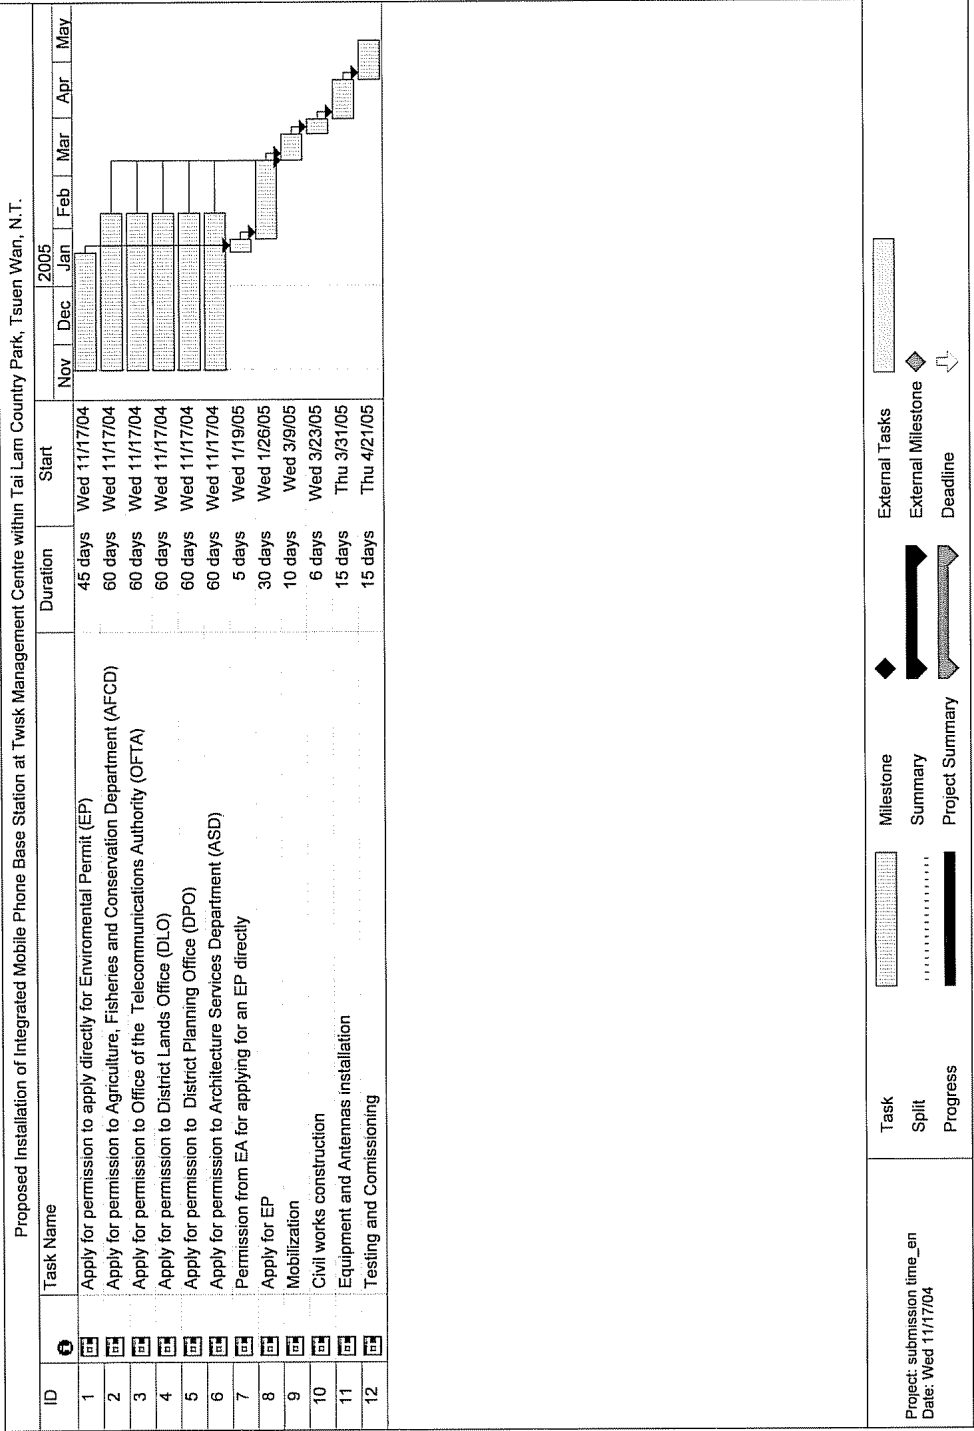 Proposed Installation of Integrated Mobile Phone Base Station at Twisk Management Centre within Tai Lam Country Park, Tsuen Wan, N.T.
ID Task Name Duration Start Nov Dec 2005 Jan Feb Mar Apr May
1 Apply for permission to apply directly for Enviromental Permit (EP) 45 days Wed 11/17/04
2 Apply for permission to Agriculture, Fisheries and Conservation Department (AFCD) 60 days Wed 11/17/04
3 Apply for permission to Office of the Telecommunications Authority (OFTA) 60 days Wed 11/17/04
4 Apply for permission to District Lands Office (DLO) 60 days Wed 11/17/04
5 Apply for permission to District Planning Office (DPO) 60 days Wed 11/17/04
6 Apply for permission to Architecture Services Department (ASD) 60 days Wed 11/17/04
7 Permission from EA for applying for an EP directly 5 days Wed 1/19/05
8 Apply for EP 30 days Wed 1/26/05
9 Mobilization 10 days Wed 3/9/05
10 Civil works construction 6 days Wed 3/23/05
11 Equipment and Antennas installation 15 days Thu 3/31/05
12 Testing and Comissioning 15 days Thu 4/21/05
Project: submission time_en
Date: Wed 11/17/04
Task Milestone External Tasks
Split Summary External Milestone
Progress Project Summary Deadline